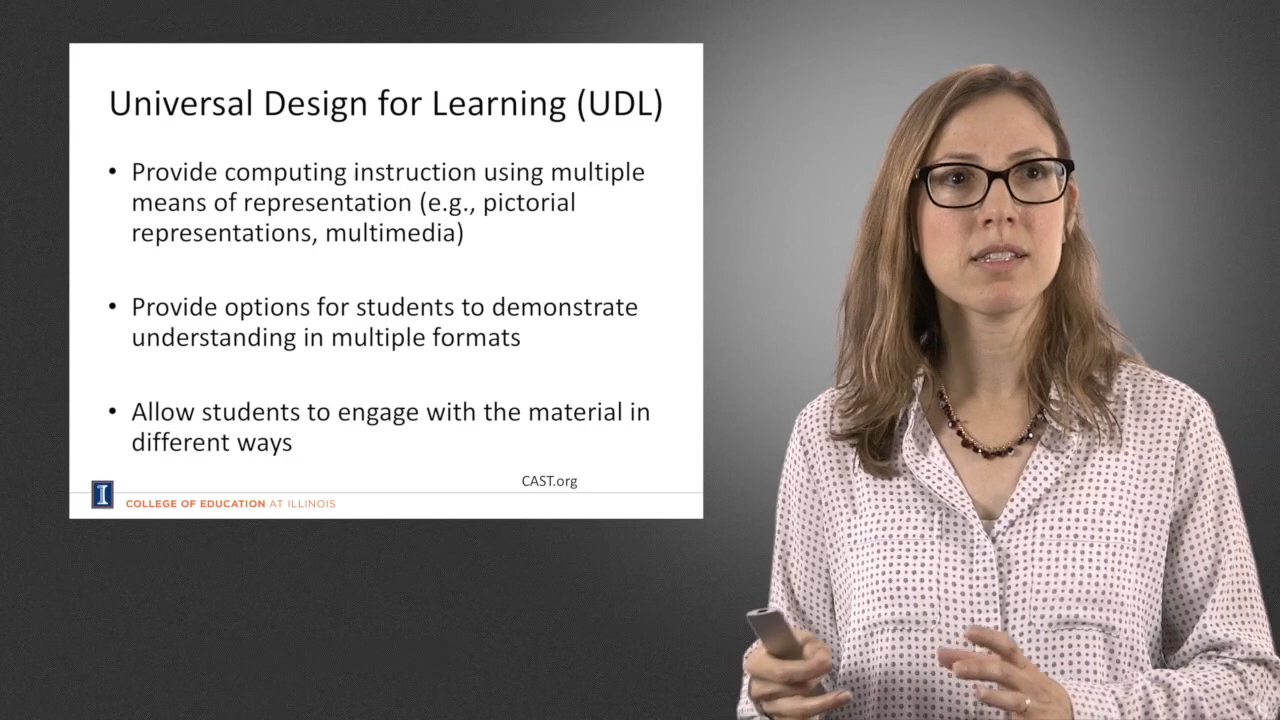 Universal Design for Learning (UDL)
• Provide computing instruction using multiple
means of representation (e.g., pictorial
representations, multimedia)
• Provide options for students to demonstrate
understanding in multiple formats
• Allow students to engage with the material in
different ways
CAST.org
I
COLLEGE OF EDUCATION AT ILLINOIS